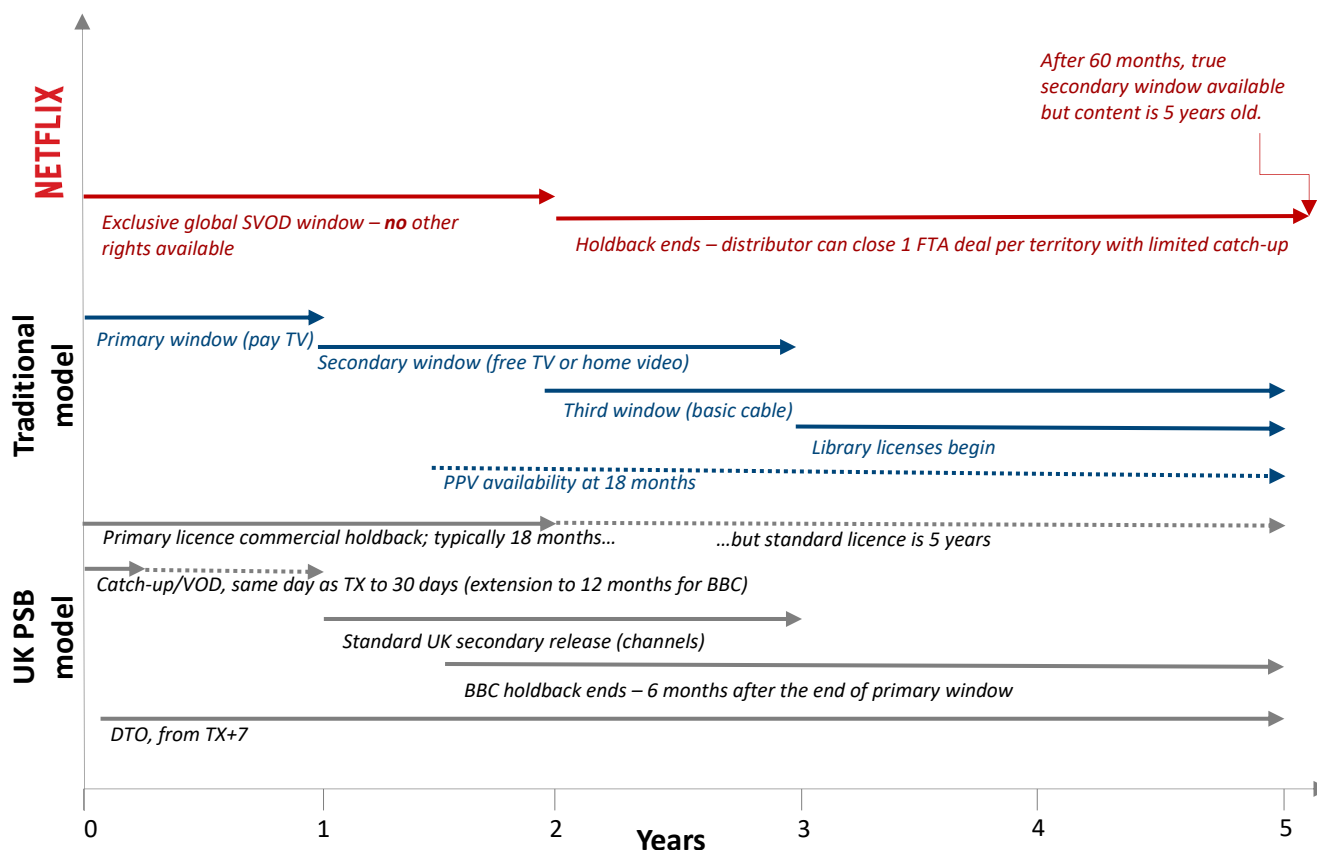 After 60 months, true
secondary window available
but content is 5 years old.
NETFLIX
Exclusive global SVOD window – no other
rights available
Holdback ends – distributor can close 1 FTA deal per territory with limited catch-up
Traditional
model
Primary window (pay TV)
Secondary window (free TV or home video)
Third window (basic cable)
Library licenses begin
PPV availability at 18 months
UK PSB
model
Primary licence commercial holdback; typically 18 months…
…but standard licence is 5 years
Catch-up/VOD, same day as TX to 30 days (extension to 12 months for BBC)
Standard UK secondary release (channels)
BBC holdback ends – 6 months after the end of primary window
DTO, from TX+7
0 1 2 3 4 5
Years